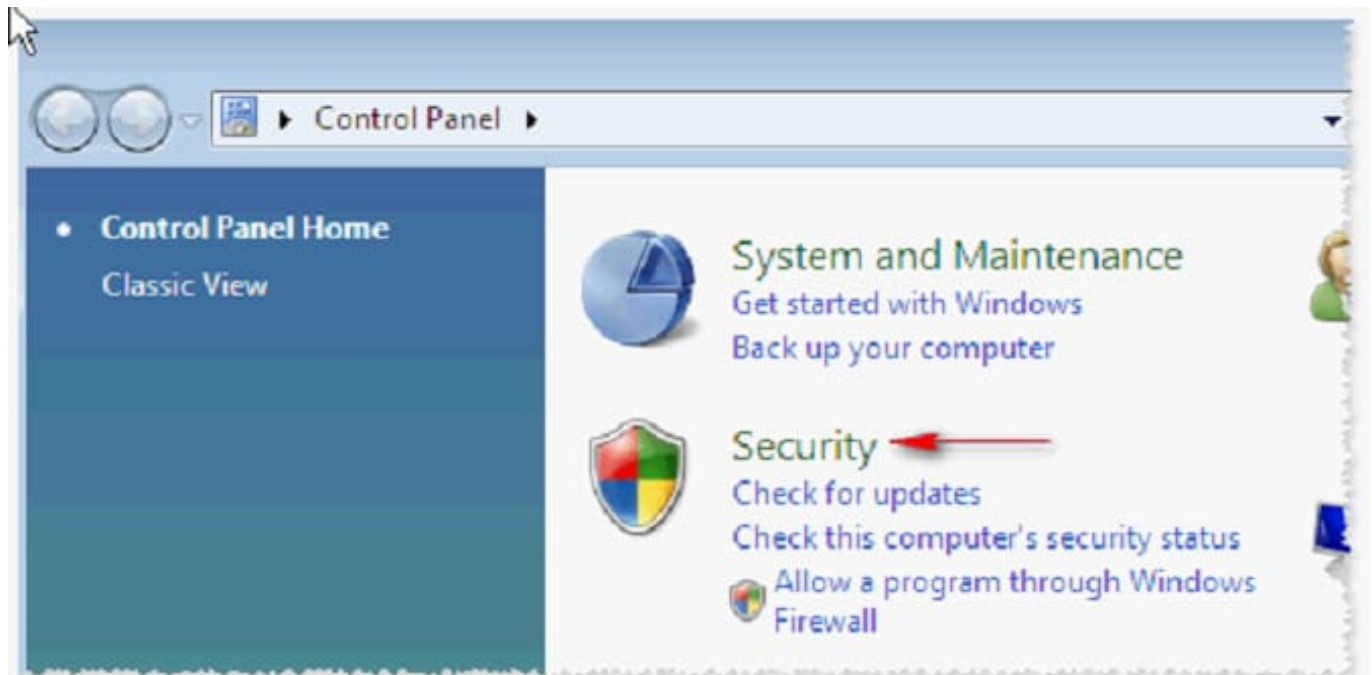 Control Panel
Control Panel Home
Classic View
System and Maintenance
Get started with Windows
Back up your computer
Security
Check for updates
Check this computer's security status
Allow a program through Windows
Firewall